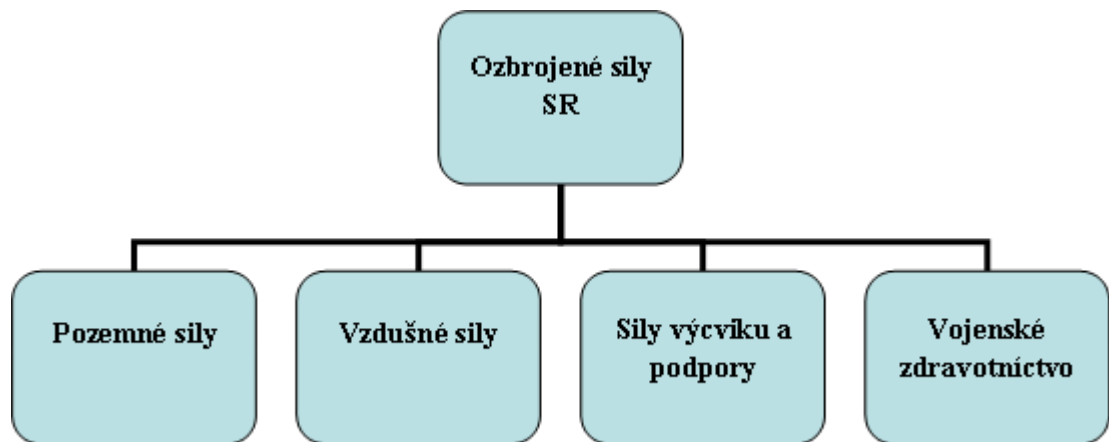 Ozbrojené sily
SR
Pozemné sily
Vzdušné sily
Sily výcviku a
podpory
Vojenské
zdravotníctvo